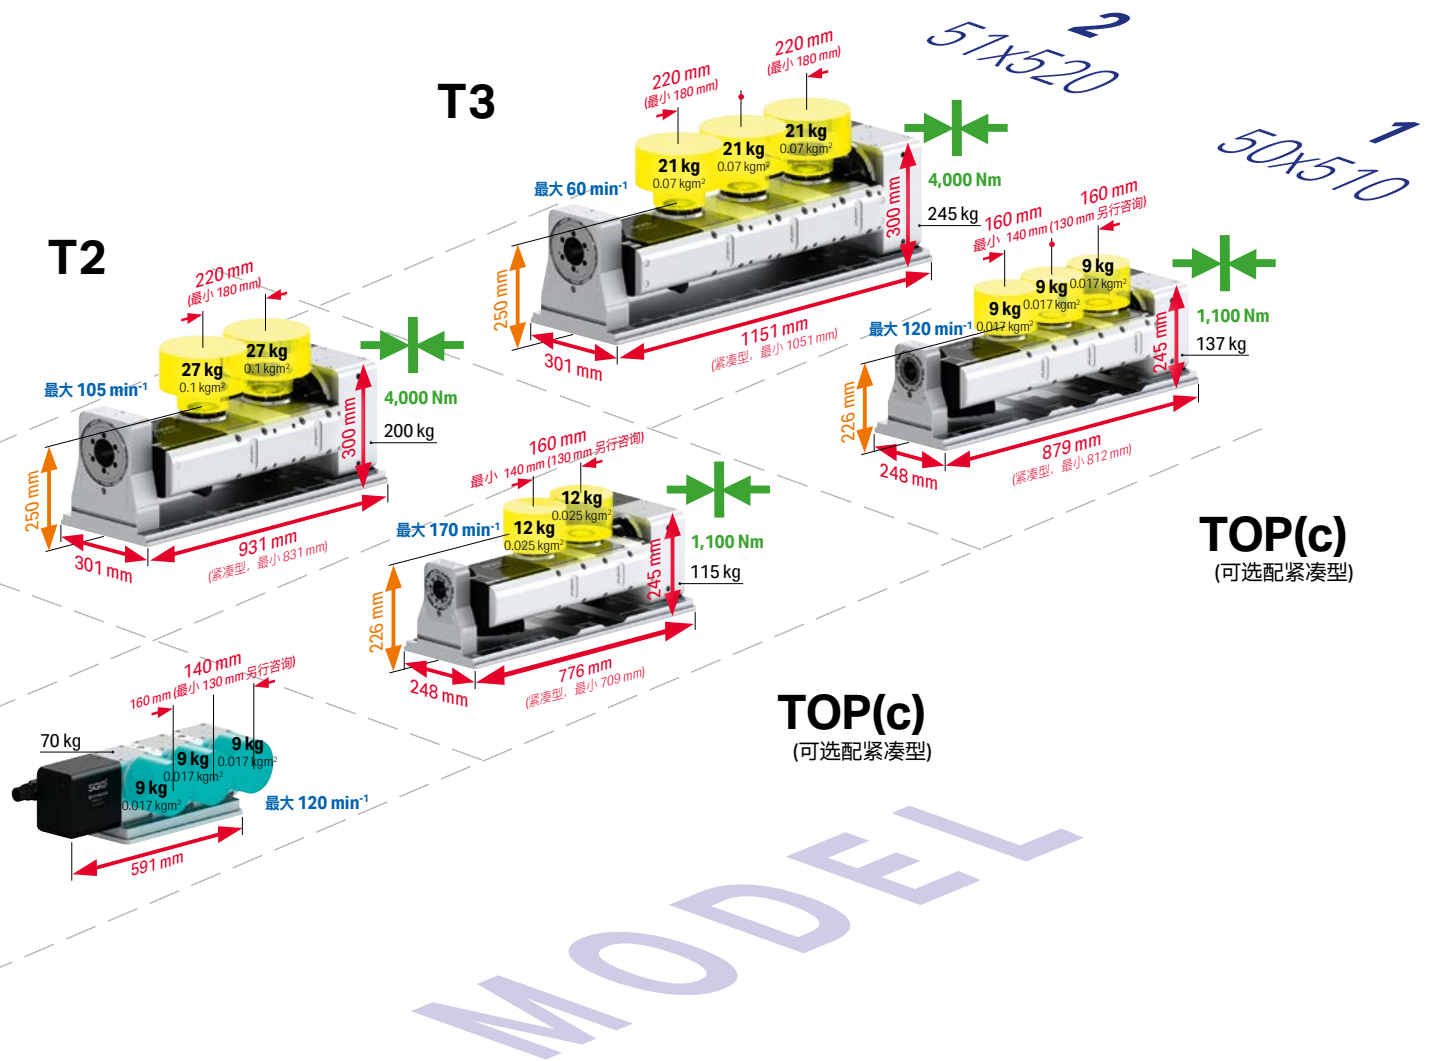 2
51x520
1
50x510
T3
220 mm
(最小 180 mm)
220 mm
(最小 180 mm)
21 kg
0.07 kgm²
21 kg
0.07 kgm²
21 kg
0.07 kgm²
最大 60 min⁻¹
4,000 Nm
300 mm
245 kg
250 mm
301 mm
1151 mm
(紧凑型，最小 1051 mm)
160 mm
160 mm
最小 140 mm (130 mm 另行咨询)
9 kg
0.017 kgm²
9 kg
0.017 kgm²
9 kg
0.017 kgm²
最大 120 min⁻¹
1,100 Nm
245 mm
137 kg
226 mm
248 mm
879 mm
(紧凑型，最小 812 mm)
TOP(c)
(可选配紧凑型)
T2
220 mm
(最小 180 mm)
27 kg
0.1 kgm²
27 kg
0.1 kgm²
最大 105 min⁻¹
4,000 Nm
300 mm
200 kg
250 mm
301 mm
931 mm
(紧凑型，最小 831 mm)
160 mm
最小 140 mm (130 mm 另行咨询)
12 kg
0.025 kgm²
12 kg
0.025 kgm²
最大 170 min⁻¹
1,100 Nm
245 mm
115 kg
226 mm
248 mm
776 mm
(紧凑型，最小 709 mm)
TOP(c)
(可选配紧凑型)
140 mm
160 mm (最小 130 mm 另行咨询)
70 kg
9 kg
0.017 kgm²
9 kg
0.017 kgm²
9 kg
0.017 kgm²
最大 120 min⁻¹
591 mm
MODEL